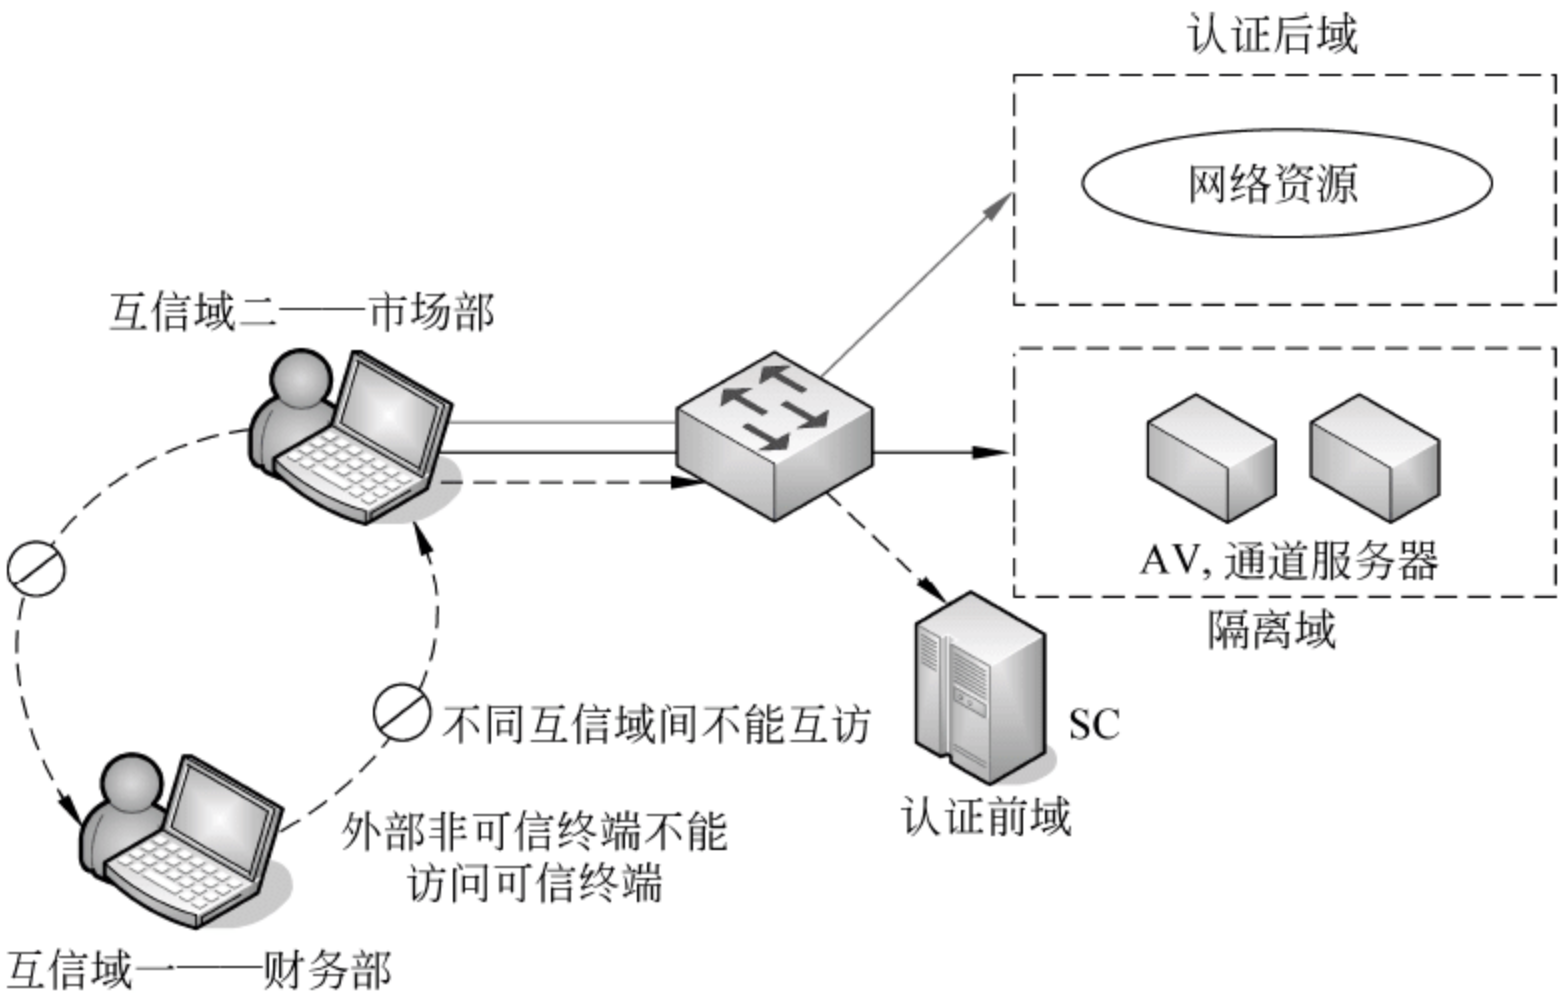 认证后域
网络资源
互信域二——市场部
AV, 通道服务器
隔离域
不同互信域间不能互访
SC
认证前域
外部非可信终端不能
访问可信终端
互信域一——财务部